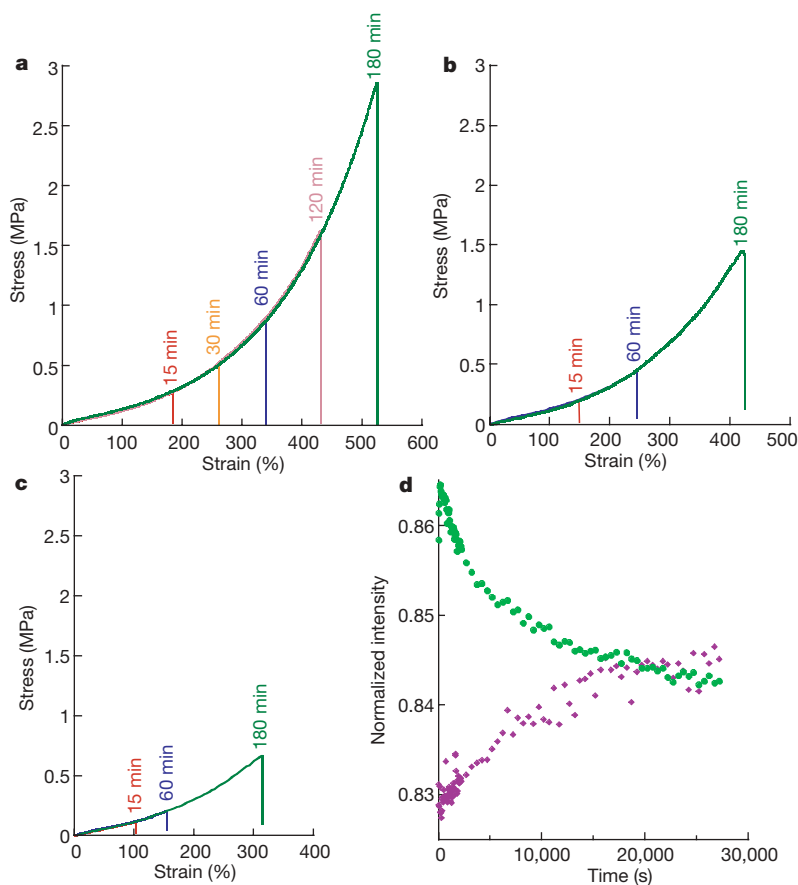 a
3
2.5
2
1.5
1
0.5
0
Stress (MPa)
15 min
30 min
60 min
120 min
180 min
0 100 200 300 400 500 600
Strain (%)
b
3
2.5
2
1.5
1
0.5
0
Stress (MPa)
15 min
60 min
180 min
0 100 200 300 400 500
Strain (%)
c
3
2.5
2
1.5
1
0.5
0
Stress (MPa)
15 min
60 min
180 min
0 100 200 300 400
Strain (%)
d
0.86
0.85
0.84
0.83
Normalized intensity
0 10,000 20,000 30,000
Time (s)